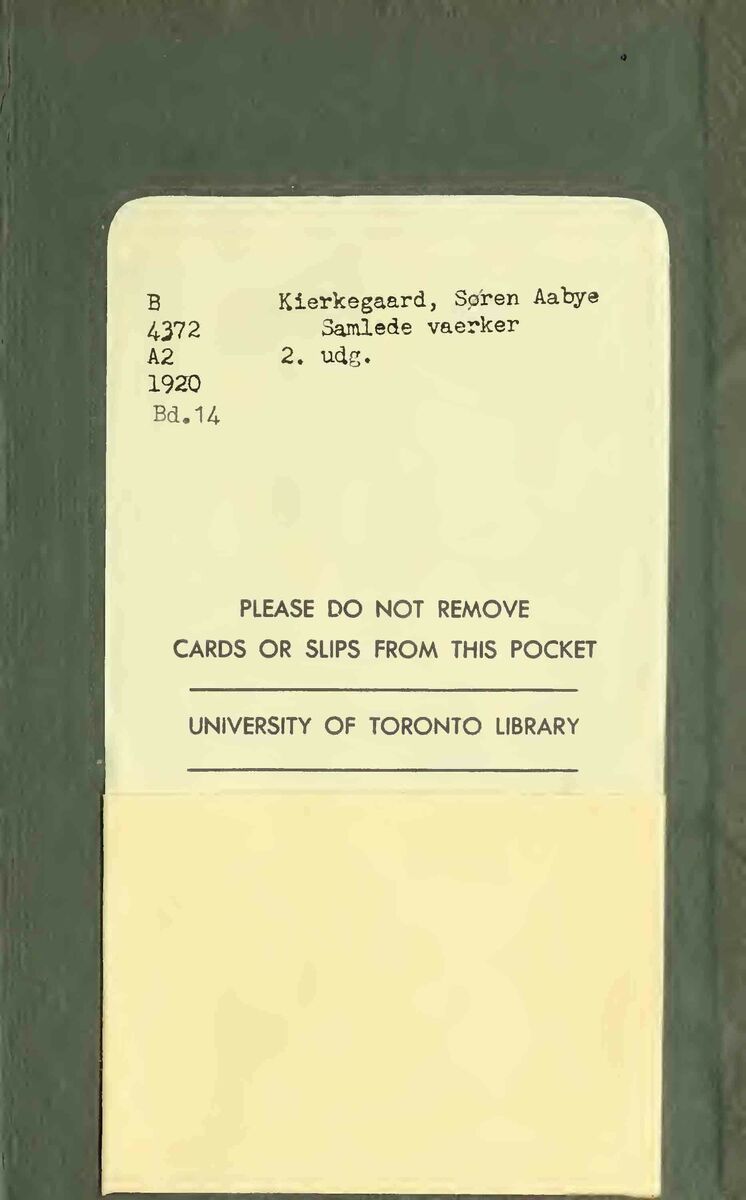 B Kierkegaard, Søren Aabye
4372 Samlede vaerker
A2 2. udg.
1920
Bd.14
PLEASE DO NOT REMOVE
CARDS OR SLIPS FROM THIS POCKET
UNIVERSITY OF TORONTO LIBRARY